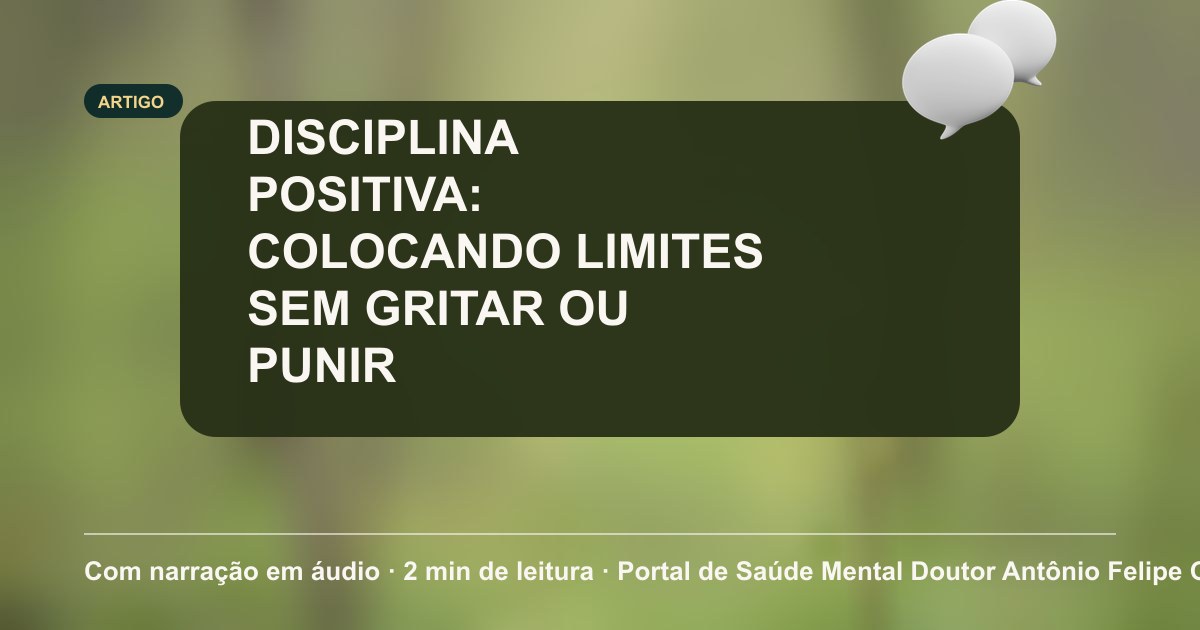 ARTIGO
DISCIPLINA
POSITIVA:
COLOCANDO LIMITES
SEM GRITAR OU
PUNIR
Com narração em áudio · 2 min de leitura · Portal de Saúde Mental Doutor Antônio Felipe